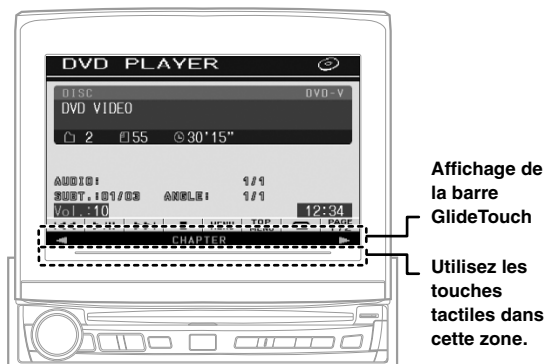 DVD PLAYER
DISC DVD-V
DVD VIDEO
2 55 30'15"
AUDIO: 1/1
SUBT.:01/03 ANGLE: 1/1
Vol.:10 12:34
MENU TOP MENU PAGE
CHAPTER
Affichage de
la barre
GlideTouch
Utilisez les
touches
tactiles dans
cette zone.